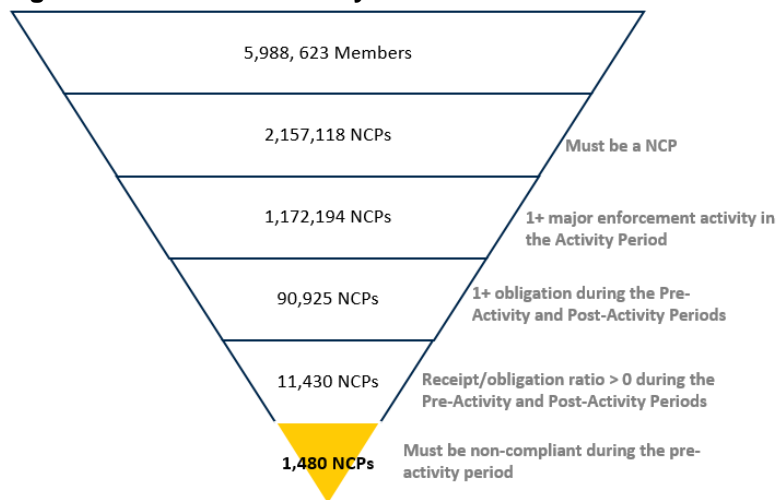 5,988, 623 Members
2,157,118 NCPs
Must be a NCP
1,172,194 NCPs
1+ major enforcement activity in
the Activity Period
90,925 NCPs
1+ obligation during the Pre-
Activity and Post-Activity Periods
11,430 NCPs
Receipt/obligation ratio > 0 during the
Pre-Activity and Post-Activity Periods
1,480 NCPs
Must be non-compliant during the pre-
activity period